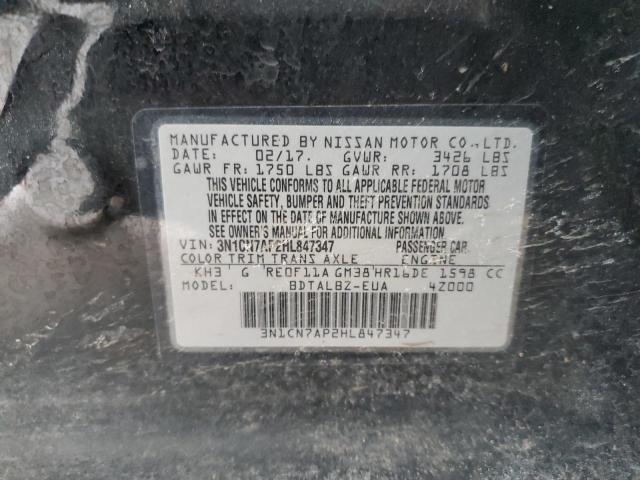 MANUFACTURED BY NISSAN MOTOR CO., LTD.
DATE: 02/17. GVWR: 3426 LBS
GAWR FR: 1750 LBS GAWR RR: 1708 LBS
THIS VEHICLE CONFORMS TO ALL APPLICABLE FEDERAL MOTOR
VEHICLE SAFETY, BUMPER AND THEFT PREVENTION STANDARDS
IN EFFECT ON THE DATE OF MANUFACTURE SHOWN ABOVE.
SEE OWNER'S MANUAL FOR ADDITIONAL INFORMATION
VIN: 3N1CN7AP2HL847347 PASSENGER CAR
COLOR TRIM TRANS AXLE ENGINE
KH3 G RE0F11A GM38 HR16DE 1598 CC
MODEL: BDTALBZ-EUA 4Z000
3N1CN7AP2HL847347